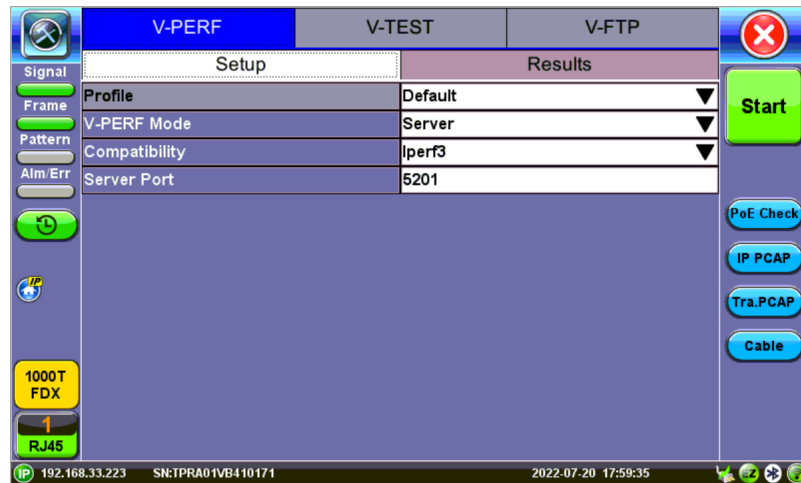 V-PERF V-TEST V-FTP
Setup Results
Signal
Frame
Pattern
Alm/Err
Profile Default
V-PERF Mode Server
Compatibility Iperf3
Server Port 5201
Start
PoE Check
IP PCAP
Tra.PCAP
Cable
IP
1000T
FDX
1
RJ45
IP 192.168.33.223 SN:TPRA01VB410171 2022-07-20 17:59:35 EZ